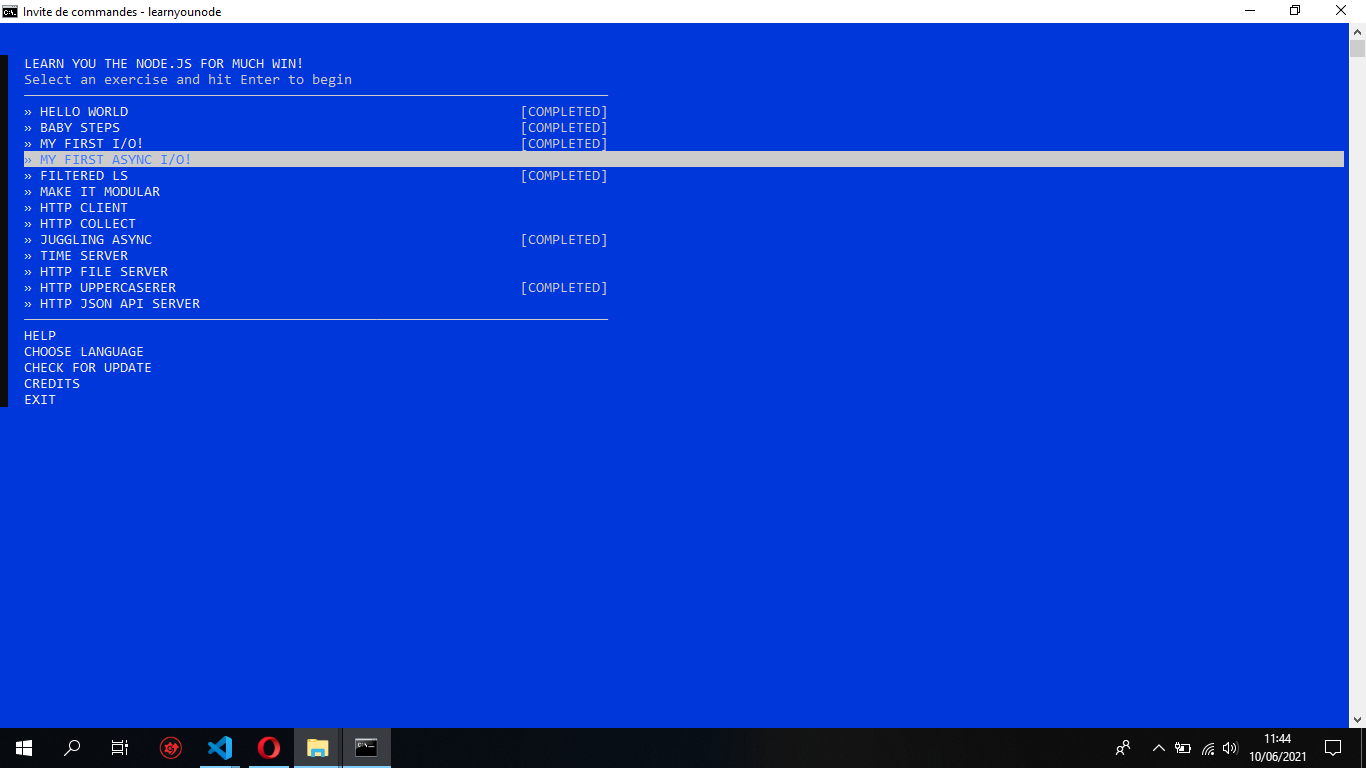 Invite de commandes - learnyounode
LEARN YOU THE NODE.JS FOR MUCH WIN!
Select an exercise and hit Enter to begin
» HELLO WORLD [COMPLETED]
» BABY STEPS [COMPLETED]
» MY FIRST I/O! [COMPLETED]
» MY FIRST ASYNC I/O!
» FILTERED LS [COMPLETED]
» MAKE IT MODULAR
» HTTP CLIENT
» HTTP COLLECT
» JUGGLING ASYNC [COMPLETED]
» TIME SERVER
» HTTP FILE SERVER
» HTTP UPPERCASERER [COMPLETED]
» HTTP JSON API SERVER
HELP
CHOOSE LANGUAGE
CHECK FOR UPDATE
CREDITS
EXIT
11:44
10/06/2021